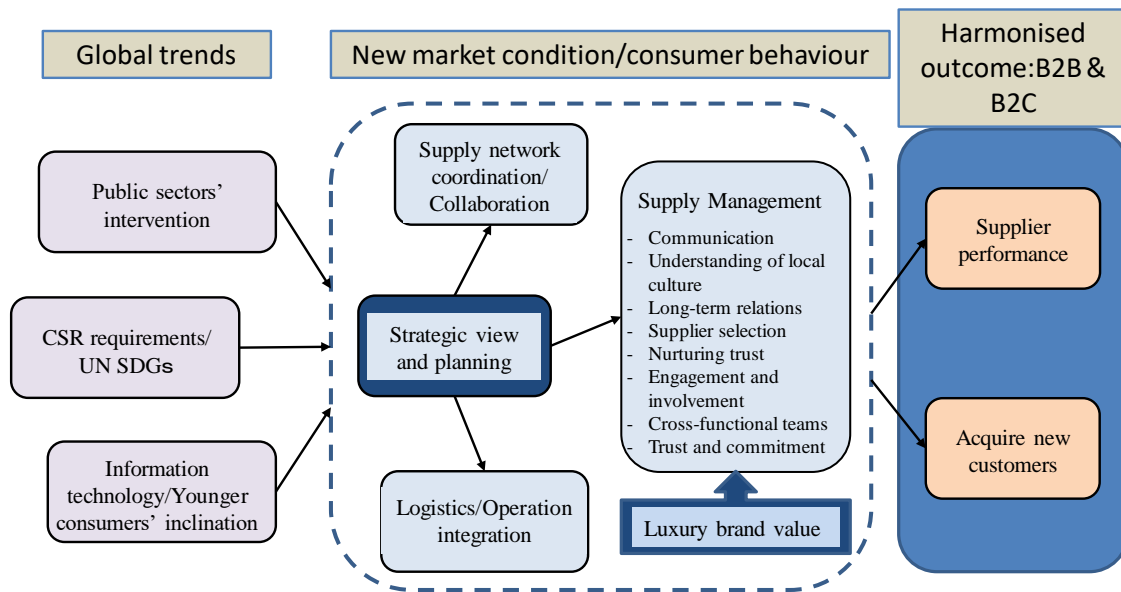 Global trends
New market condition/consumer behaviour
Harmonised
outcome:B2B &
B2C
Public sectors'
intervention
CSR requirements/
UN SDGs
Information
technology/Younger
consumers' inclination
Supply network
coordination/
Collaboration
Strategic view
and planning
Logistics/Operation
integration
Supply Management
- Communication
- Understanding of local
culture
- Long-term relations
- Supplier selection
- Nurturing trust
- Engagement and
involvement
- Cross-functional teams
- Trust and commitment
Luxury brand value
Supplier
performance
Acquire new
customers